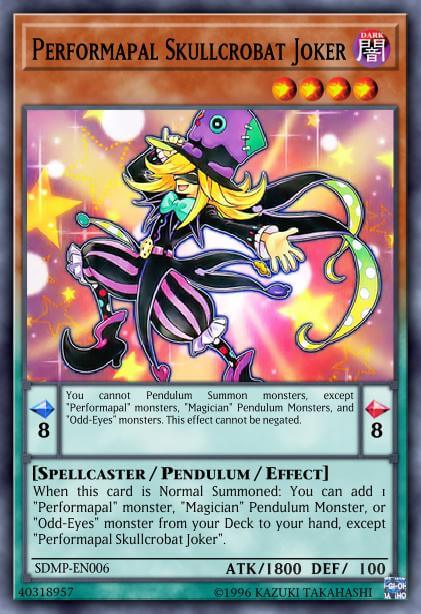 PERFORMAPAL SKULLCROBAT JOKER
DARK
闇
You cannot Pendulum Summon monsters, except
"Performapal" monsters, "Magician" Pendulum Monsters, and
"Odd-Eyes" monsters. This effect cannot be negated.
8
8
[SPELLCASTER / PENDULUM / EFFECT]
When this card is Normal Summoned: You can add 1
"Performapal" monster, "Magician" Pendulum Monster, or
"Odd-Eyes" monster from your Deck to your hand, except
"Performapal Skullcrobat Joker".
SDMP-EN006
ATK/1800 DEF/ 100
40318957
©1996 KAZUKI TAKAHASHI